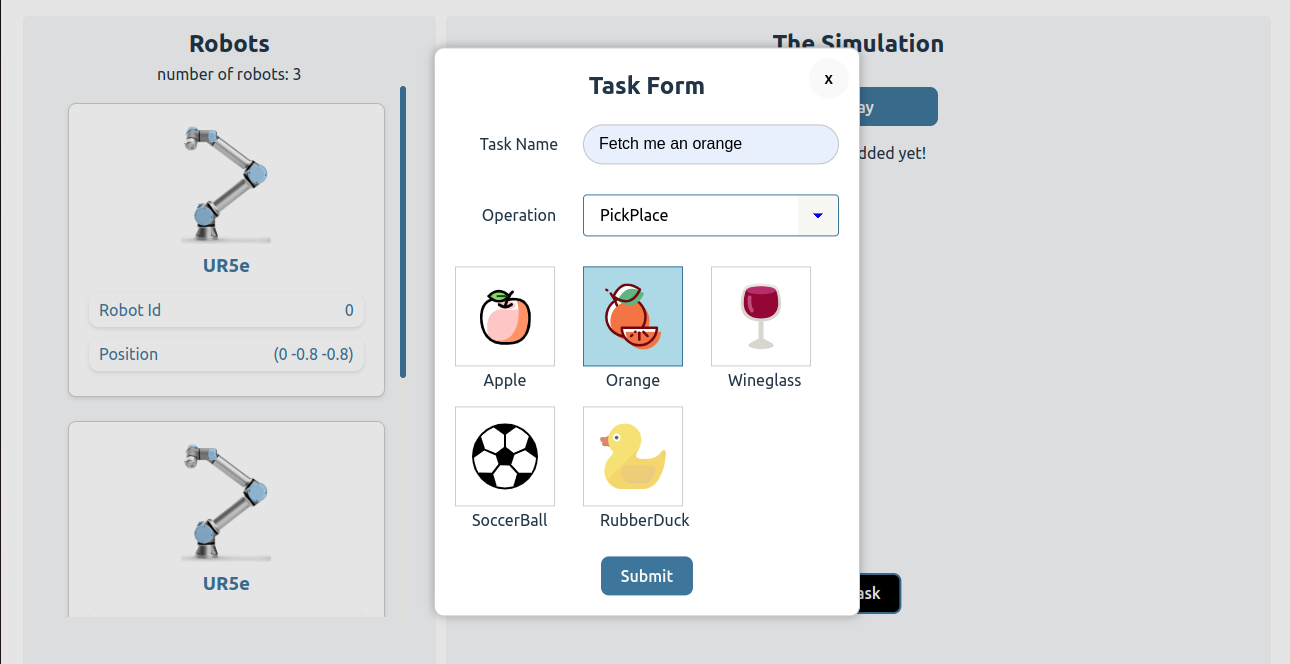 Robots
number of robots: 3
UR5e
Robot Id 0
Position (0 -0.8 -0.8)
UR5e
The Simulation
ay
dded yet!
ask
Task Form
x
Task Name Fetch me an orange
Operation PickPlace
Apple Orange Wineglass
SoccerBall RubberDuck
Submit